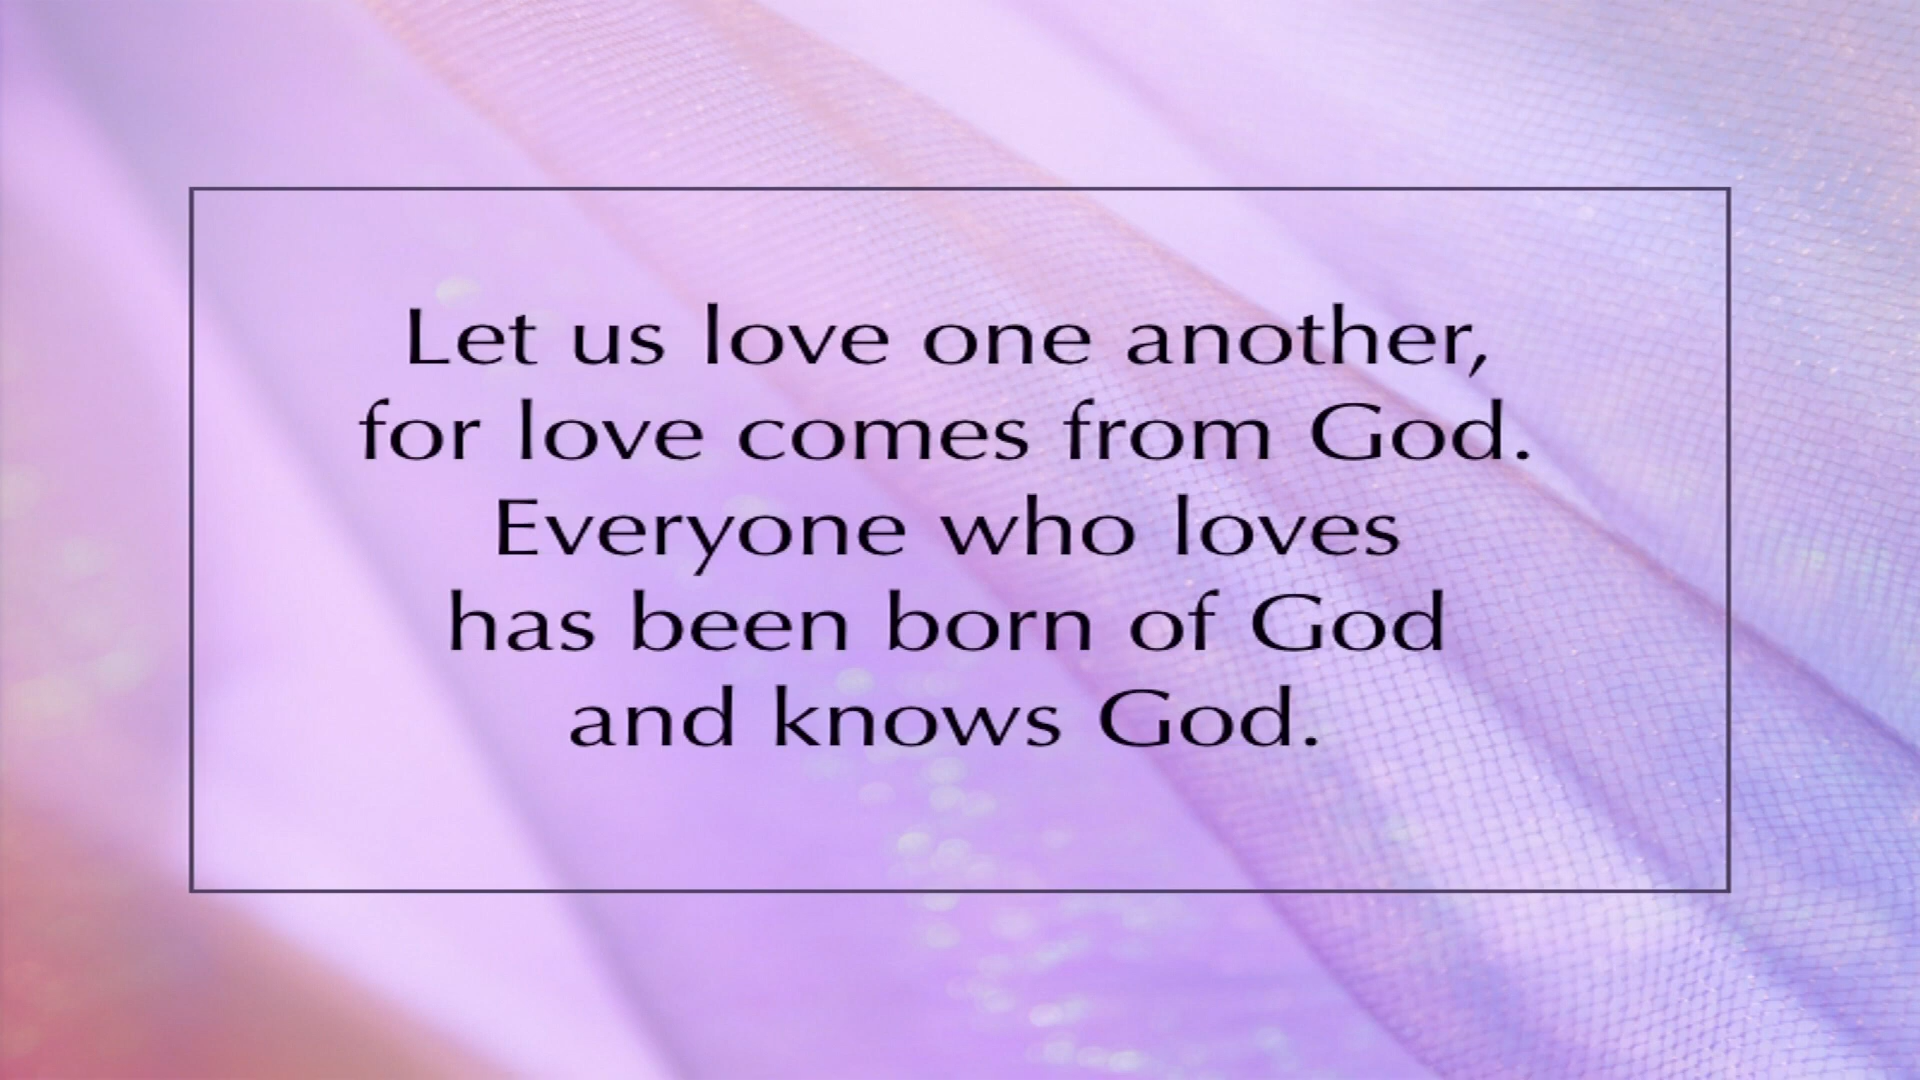 Let us love one another,
for love comes from God.
Everyone who loves
has been born of God
and knows God.